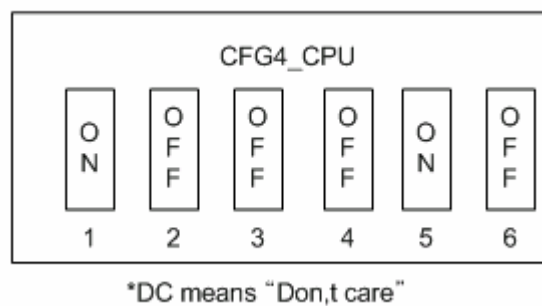 CFG4_CPU
ON OFF OFF OFF ON OFF
1 2 3 4 5 6
*DC means “Don,t care”